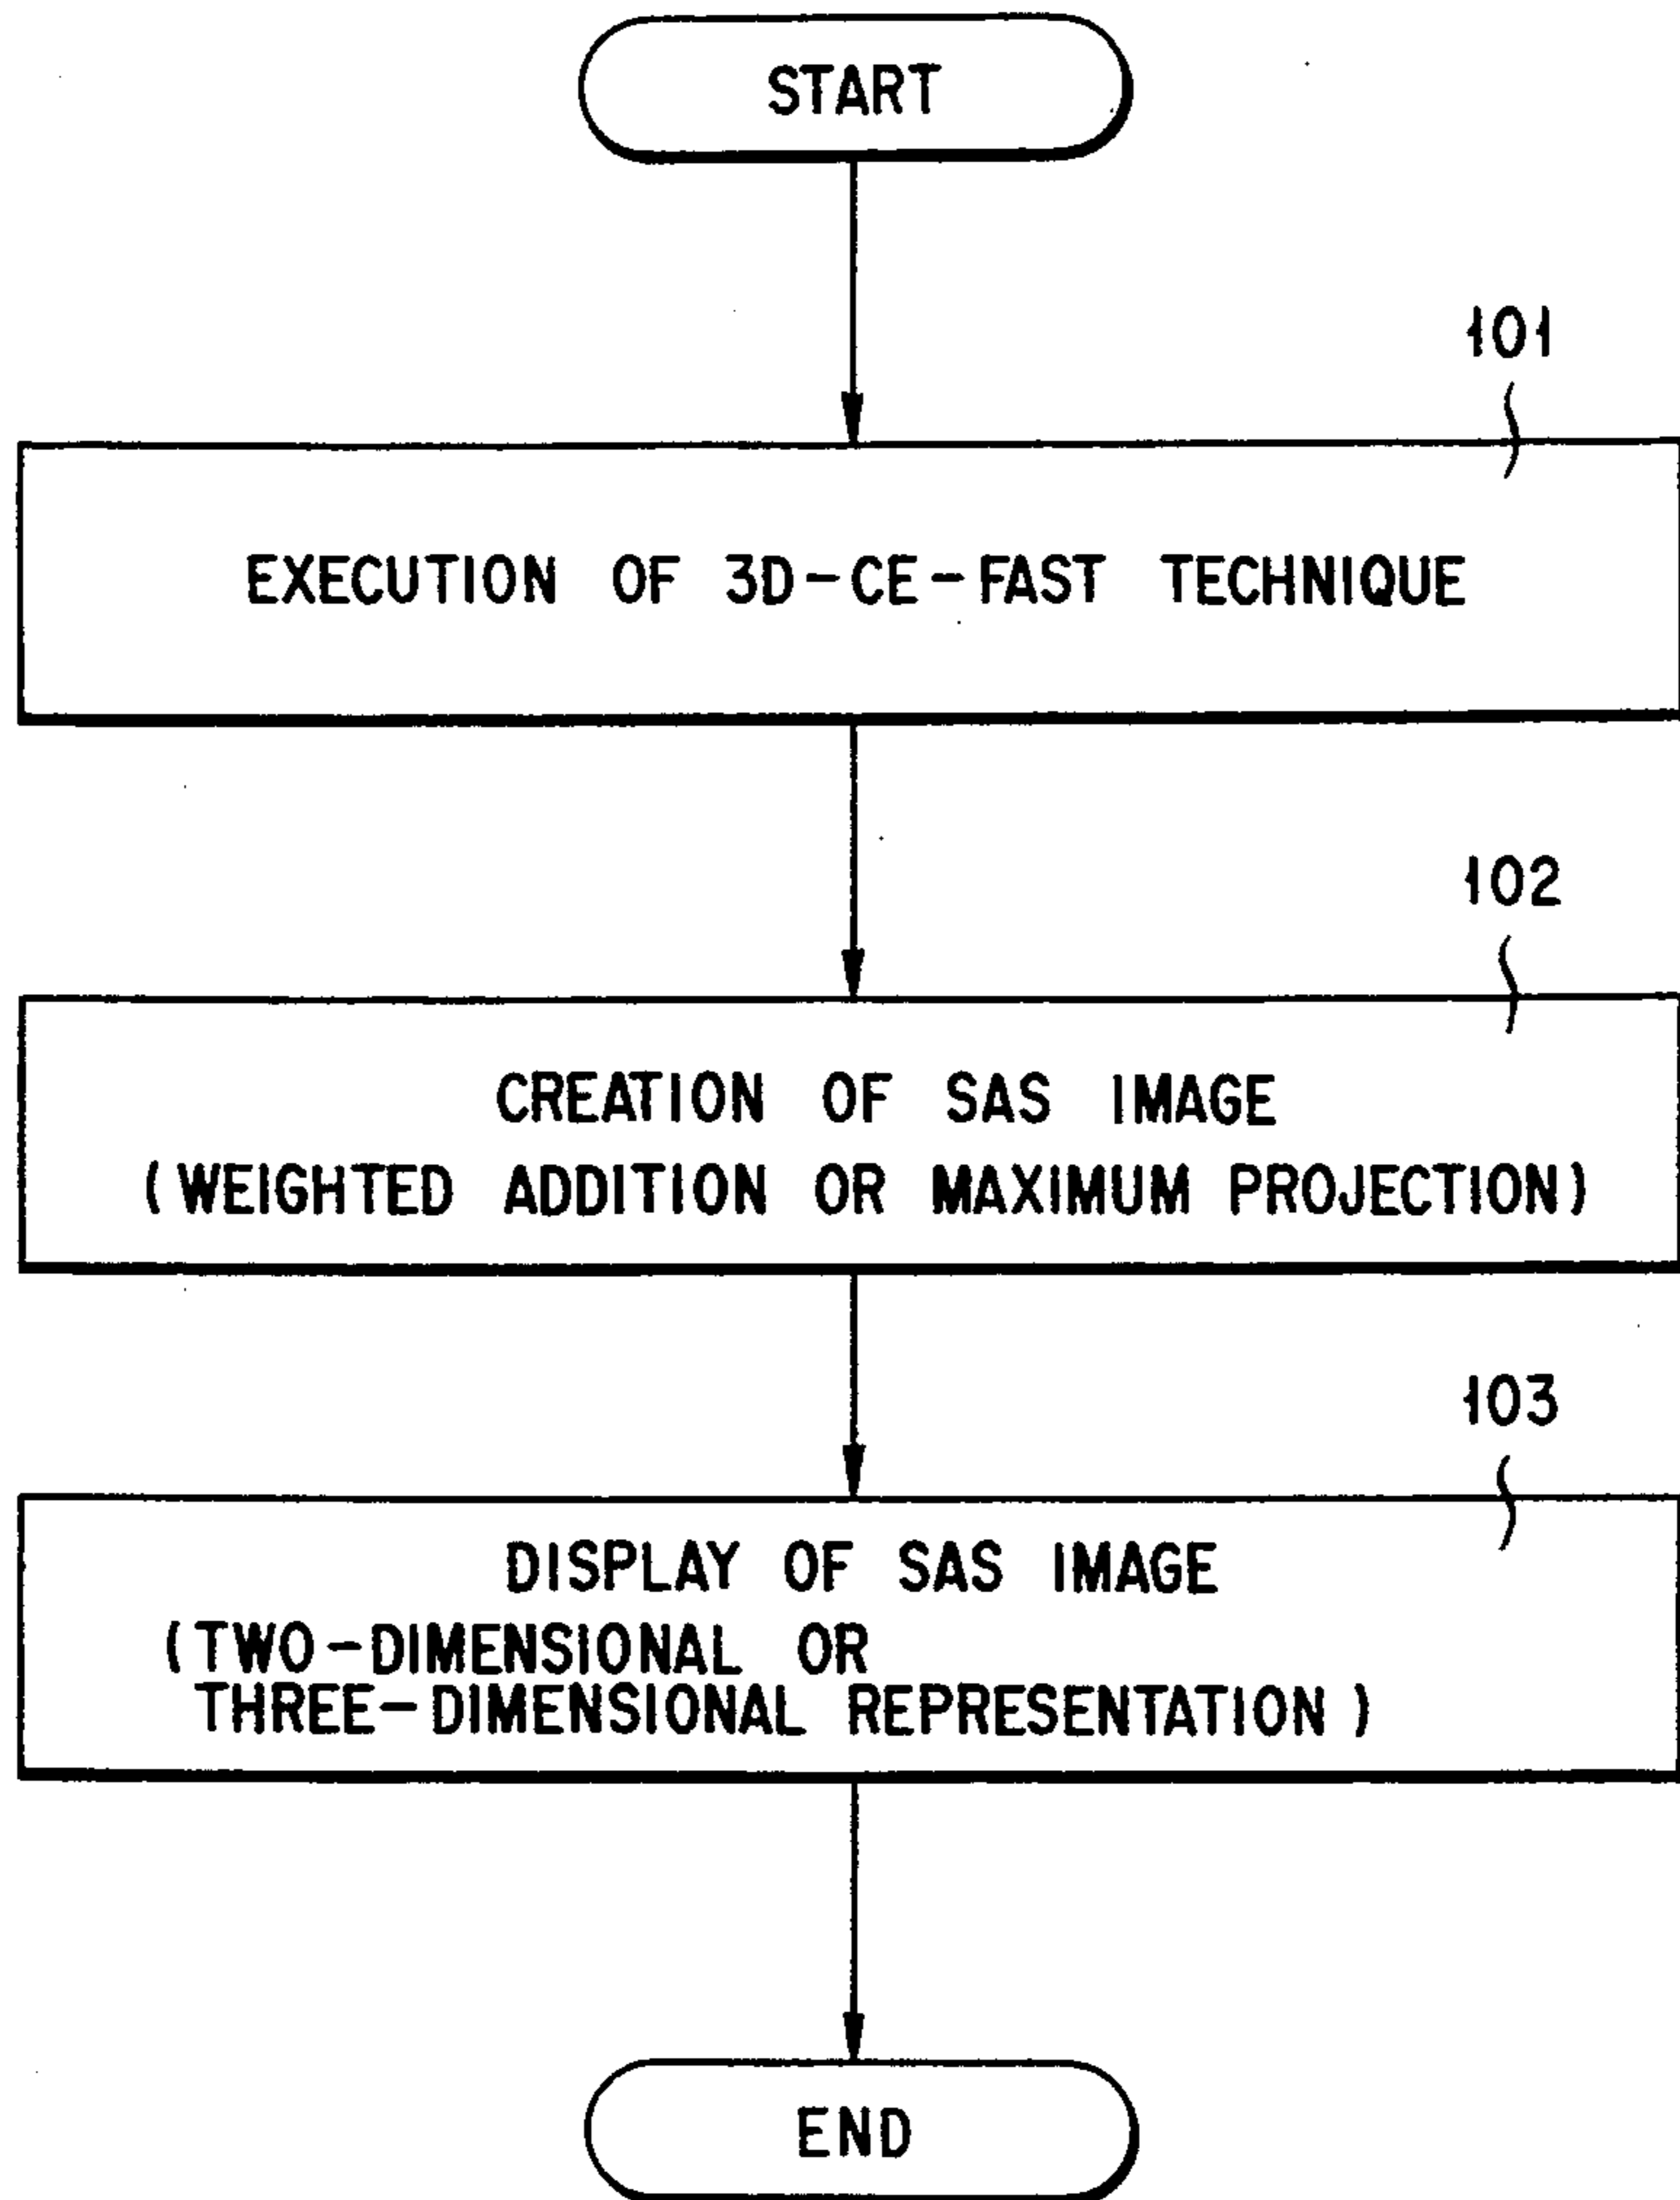 START
101
EXECUTION OF 3D-CE-FAST TECHNIQUE
102
CREATION OF SAS IMAGE
(WEIGHTED ADDITION OR MAXIMUM PROJECTION)
103
DISPLAY OF SAS IMAGE
(TWO-DIMENSIONAL OR
THREE-DIMENSIONAL REPRESENTATION)
END